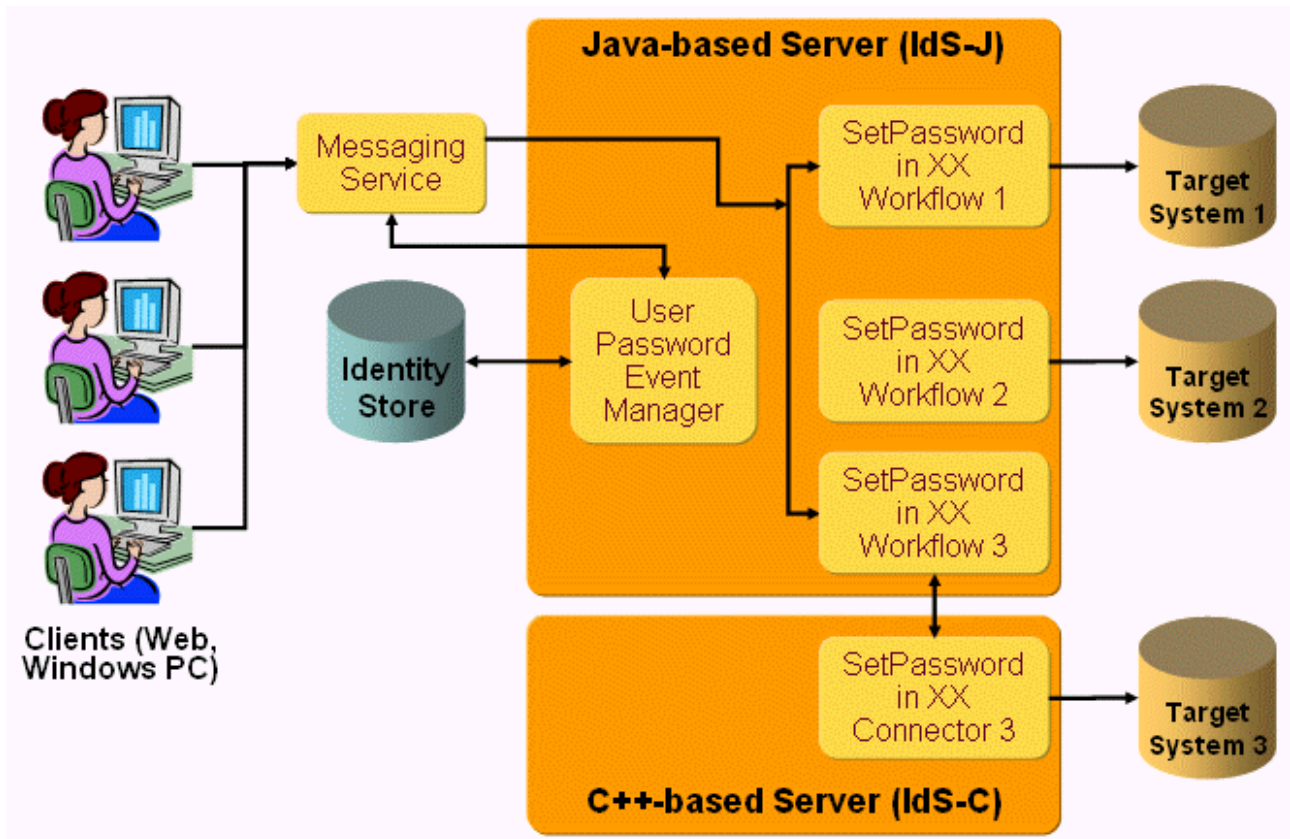 Java-based Server (IdS-J)
Messaging
Service
SetPassword
in XX
Workflow 1
Target
System 1
Identity
Store
User
Password
Event
Manager
SetPassword
in XX
Workflow 2
Target
System 2
SetPassword
in XX
Workflow 3
Clients (Web,
Windows PC)
SetPassword
in XX
Connector 3
Target
System 3
C++-based Server (IdS-C)